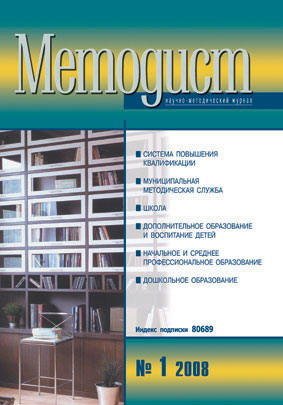 Методист
научно-методический журнал
СИСТЕМА ПОВЫШЕНИЯ
КВАЛИФИКАЦИИ
МУНИЦИПАЛЬНАЯ
МЕТОДИЧЕСКАЯ СЛУЖБА
ШКОЛА
ДОПОЛНИТЕЛЬНОЕ ОБРАЗОВАНИЕ
И ВОСПИТАНИЕ ДЕТЕЙ
НАЧАЛЬНОЕ И СРЕДНЕЕ
ПРОФЕССИОНАЛЬНОЕ ОБРАЗОВАНИЕ
ДОШКОЛЬНОЕ ОБРАЗОВАНИЕ
Индекс подписки 80689
№ 1 2008